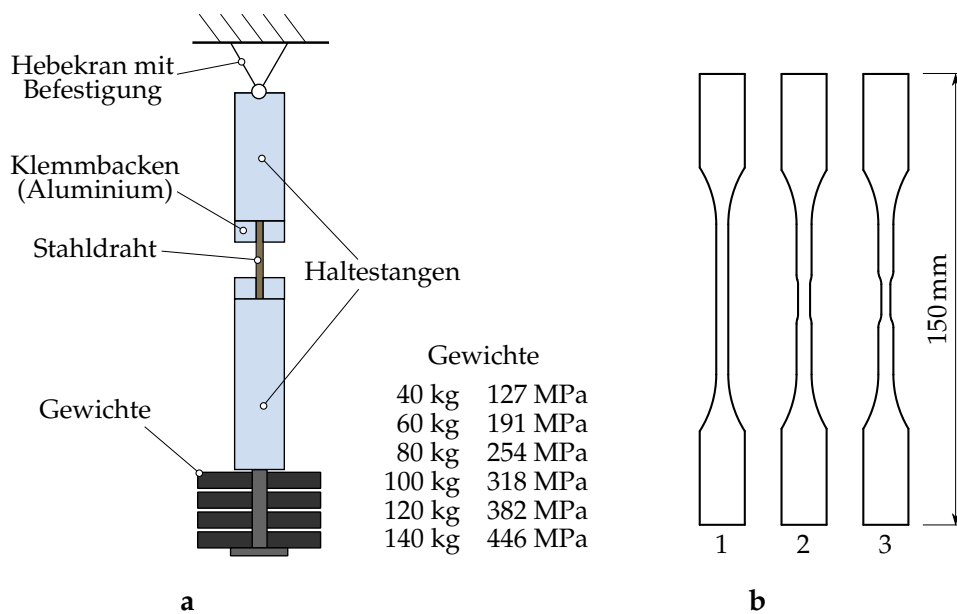 Hebekran mit
Befestigung
Klemmbacken
(Aluminium)
Stahldraht
Haltestangen
Gewichte
Gewichte
40 kg 127 MPa
60 kg 191 MPa
80 kg 254 MPa
100 kg 318 MPa
120 kg 382 MPa
140 kg 446 MPa
a
150 mm
1 2 3
b